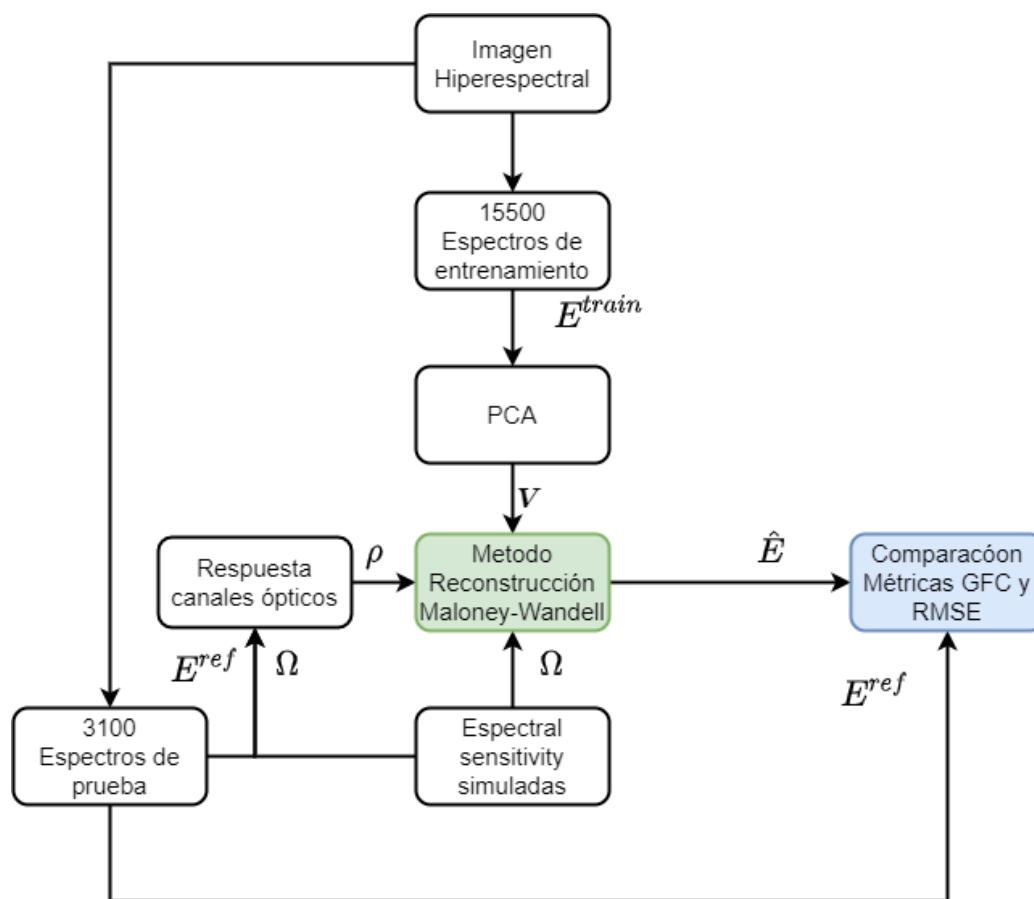 Imagen
Hiperespectral
15500
Espectros de
entrenamiento
E^{train}
PCA
V
Respuesta
canales ópticos
ρ
Metodo
Reconstrucción
Maloney-Wandell
Ê
Comparacóon
Métricas GFC y
RMSE
E^{ref}
Ω
Ω
E^{ref}
3100
Espectros de
prueba
Espectral
sensitivity
simuladas